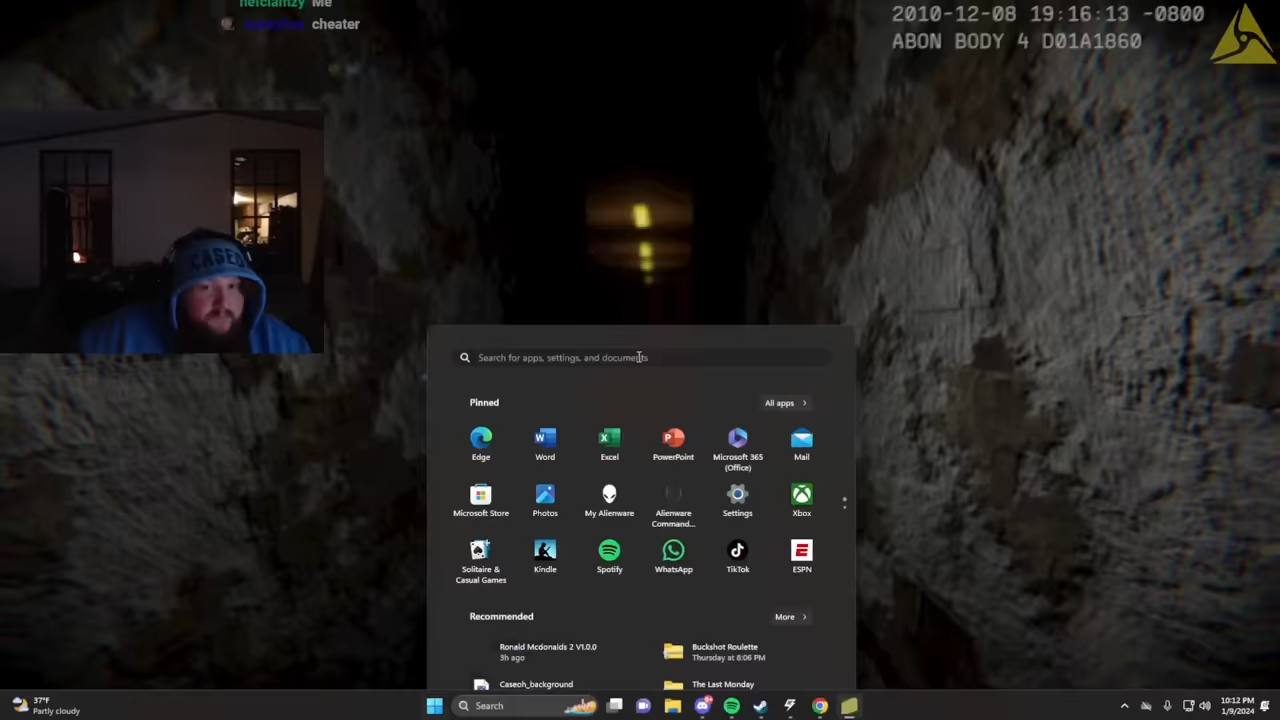 nerclamzy Me
cheater
2010-12-08 19:16:13 -0800
ABON BODY 4 D01A1860
CASEO
Search for apps, settings, and documents
Pinned
All apps
Edge
Word
Excel
PowerPoint
Microsoft 365 (Office)
Mail
Microsoft Store
Photos
My Alienware
Alienware Command...
Settings
Xbox
Solitaire & Casual Games
Kindle
Spotify
WhatsApp
TikTok
ESPN
Recommended
More
Ronald Mcdonaids 2 V1.0.0
3h ago
Buckshot Roulette
Thursday at 8:06 PM
Caseoh_background
The Last Monday
37°F
Partly cloudy
Search
10:12 PM
1/9/2024